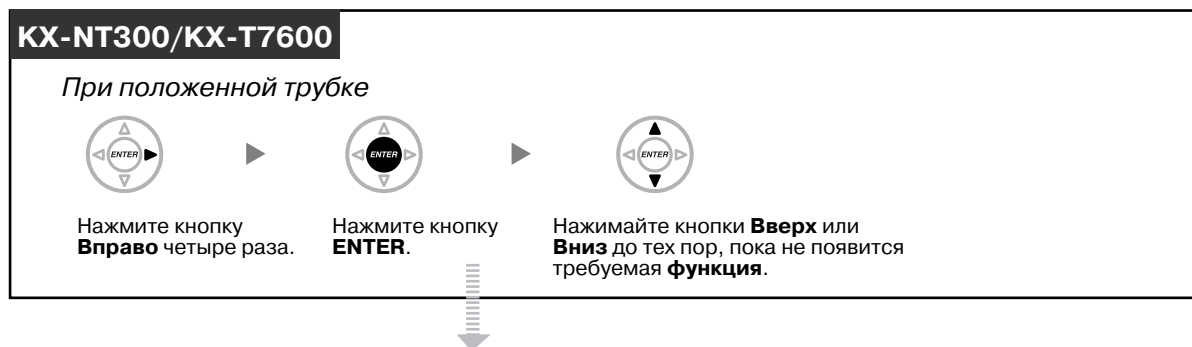 KX-NT300/KX-T7600
При положенной трубке
ENTER
ENTER
ENTER
Нажмите кнопку
Вправо четыре раза.
Нажмите кнопку
ENTER.
Нажимайте кнопки Вверх или
Вниз до тех пор, пока не появится
требуемая функция.